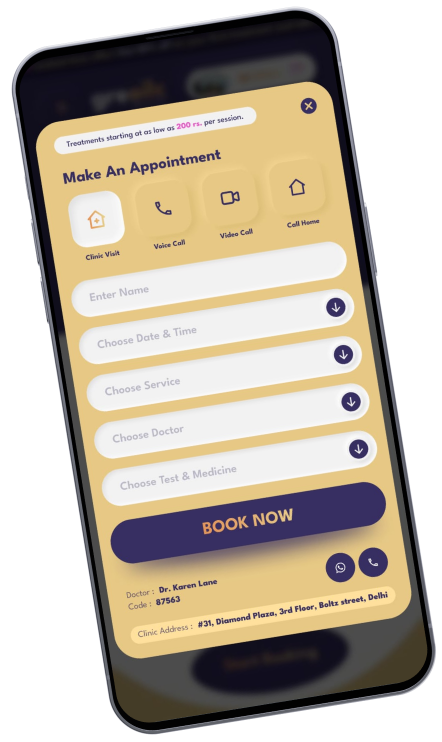 Treatments starting at as low as 200 rs. per session.
Make An Appointment
Clinic Visit
Voice Call
Video Call
Call Home
Enter Name
Choose Date & Time
Choose Service
Choose Doctor
Choose Test & Medicine
BOOK NOW
Doctor : Dr. Karen Lane
Code : 87563
Clinic Address : #31, Diamond Plaza, 3rd Floor, Boltz street, Delhi